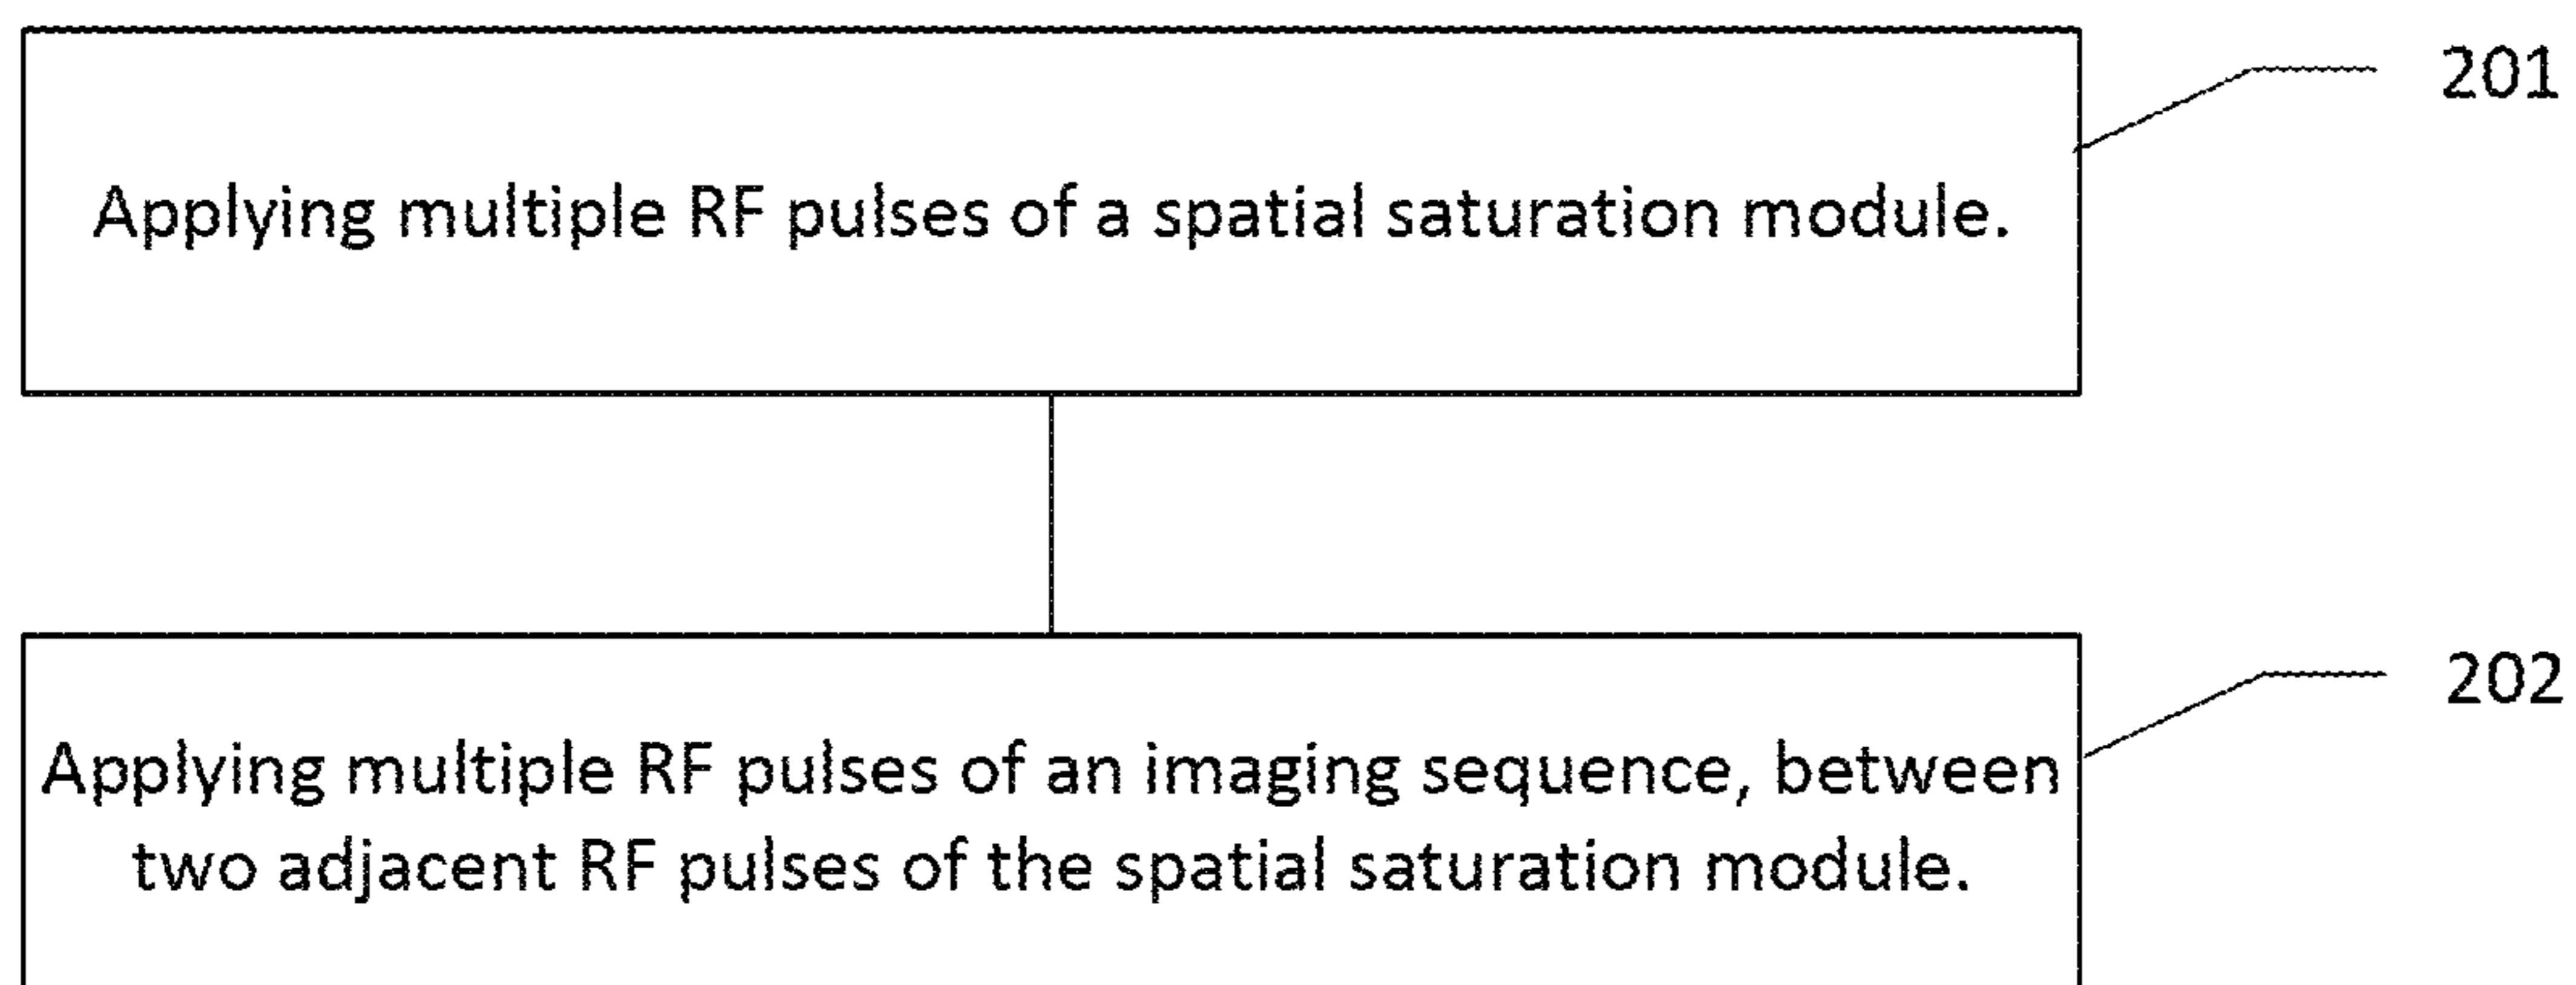 201
Applying multiple RF pulses of a spatial saturation module.
202
Applying multiple RF pulses of an imaging sequence, between
two adjacent RF pulses of the spatial saturation module.